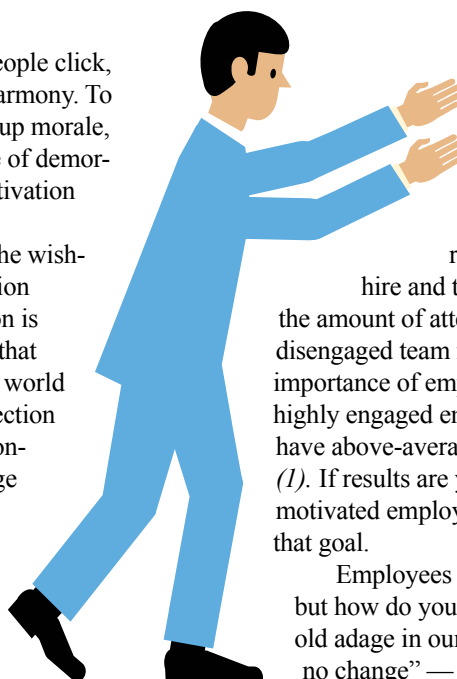 eople click,
armony. To
up morale,
e of demor-
tivation
he wish-
ion
on is
that
world
ection
on-
ge
r
hire and t
the amount of atte
disengaged team
importance of emp
highly engaged en
have above-avera
(1). If results are y
motivated employ
that goal.
Employees
but how do you
old adage in our
no change” —